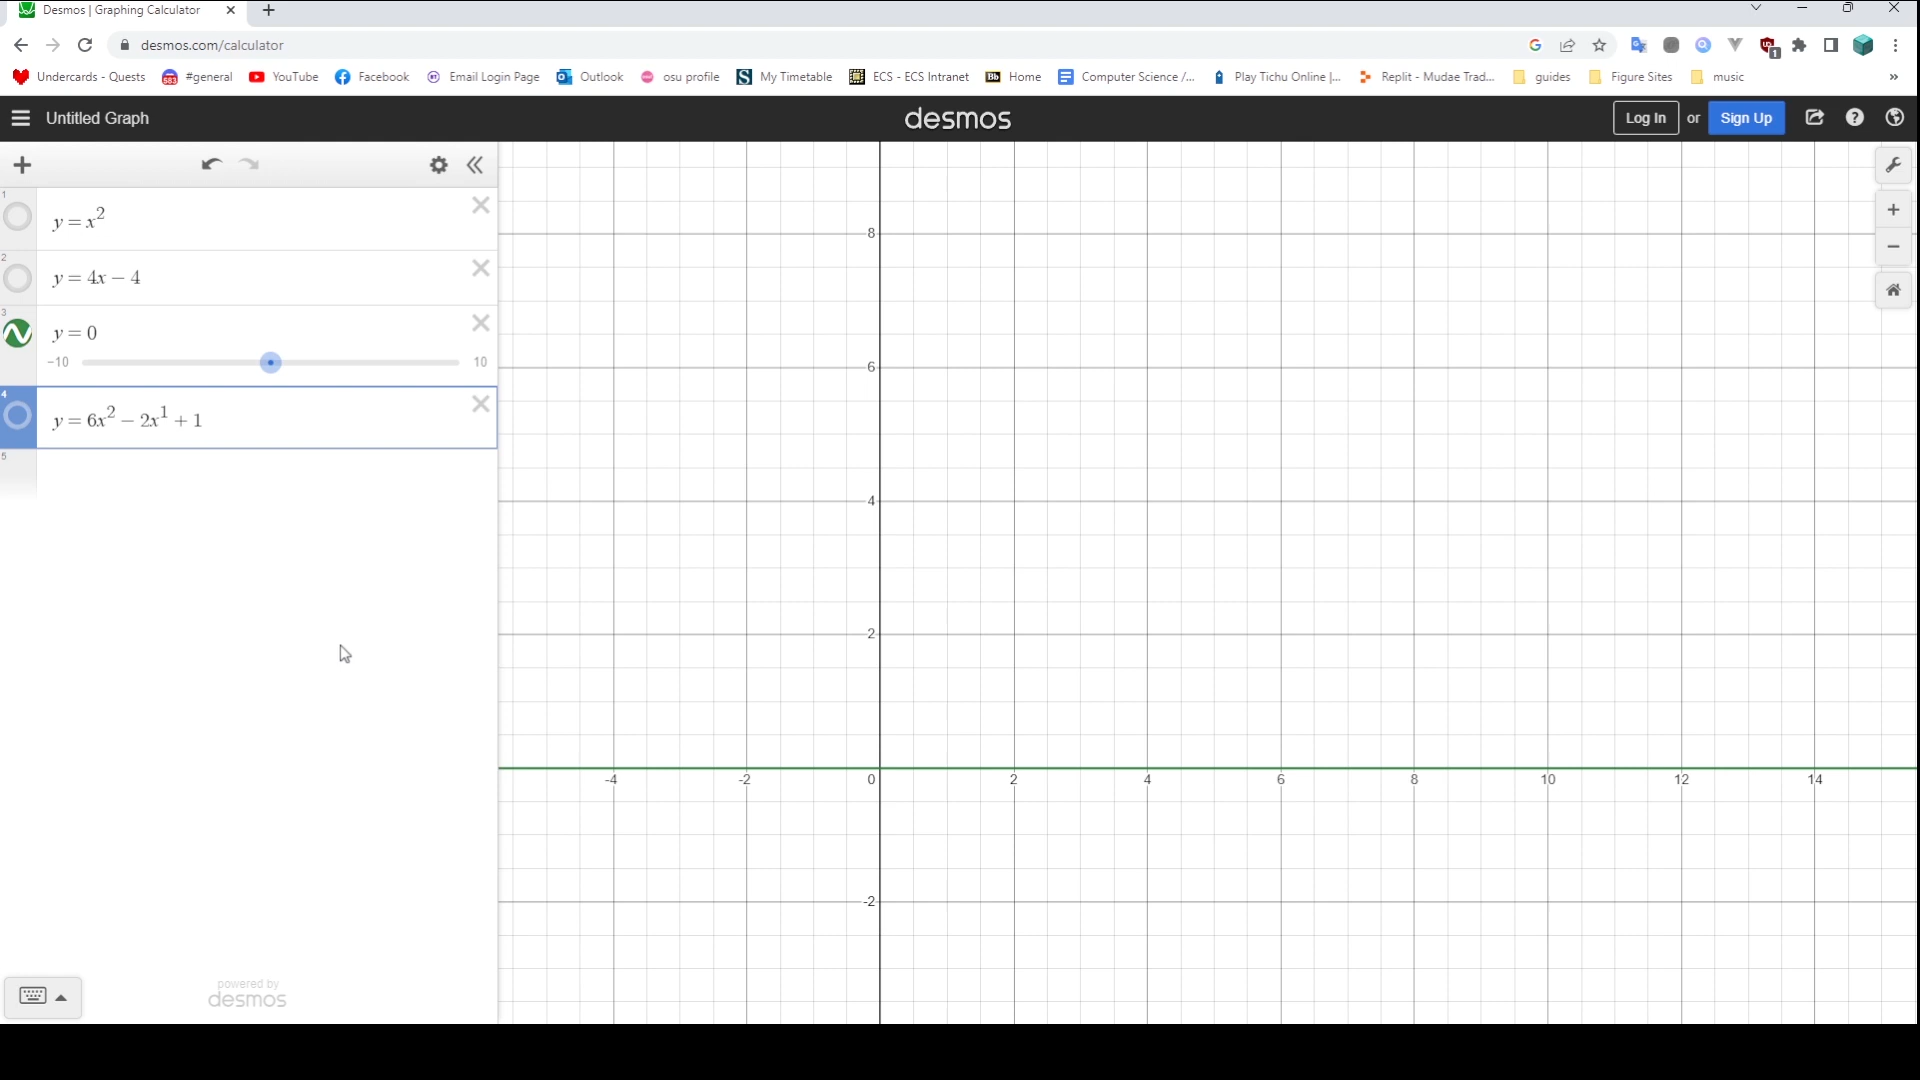 Desmos | Graphing Calculator
desmos.com/calculator
1
Undercards - Quests #general YouTube Facebook Email Login Page Outlook osu profile My Timetable ECS - ECS Intranet Home Computer Science /... Play Tichu Online |... Replit - Mudae Trad... guides Figure Sites music »
Untitled Graph desmos Log In or Sign Up
1
y = x²
2
y = 4x − 4
3
y = 0
−10 10
4
y = 6x² − 2x¹ + 1
5
powered by
desmos
8
6
4
2
-4 -2 0 2 4 6 8 10 12 14
-2